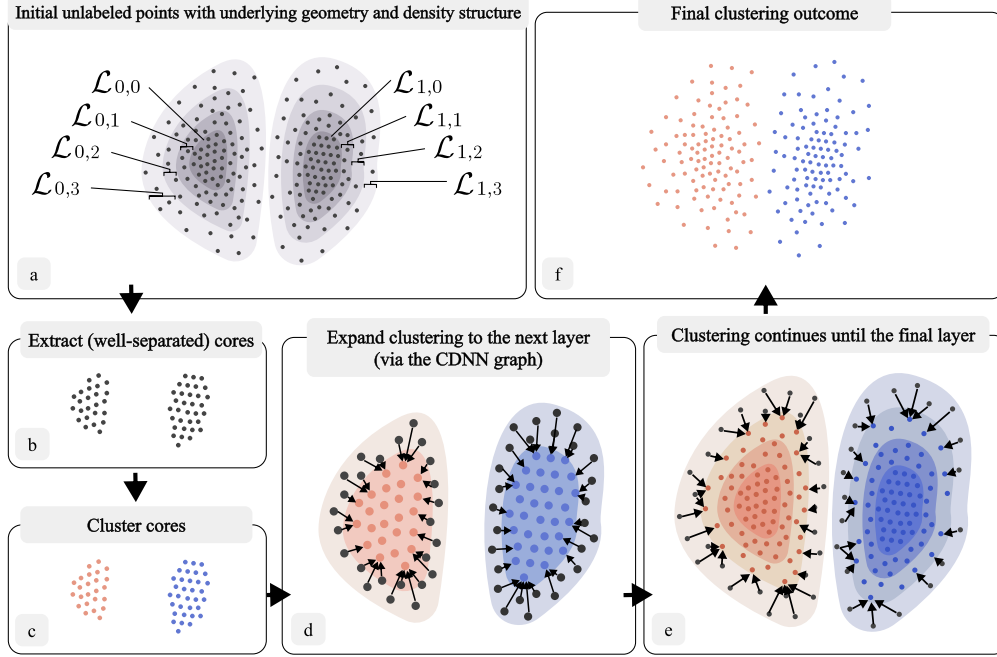 Initial unlabeled points with underlying geometry and density structure
ℒ0,0
ℒ0,1
ℒ0,2
ℒ0,3
ℒ1,0
ℒ1,1
ℒ1,2
ℒ1,3
a
Extract (well-separated) cores
b
Cluster cores
c
Expand clustering to the next layer
(via the CDNN graph)
d
Clustering continues until the final layer
e
Final clustering outcome
f